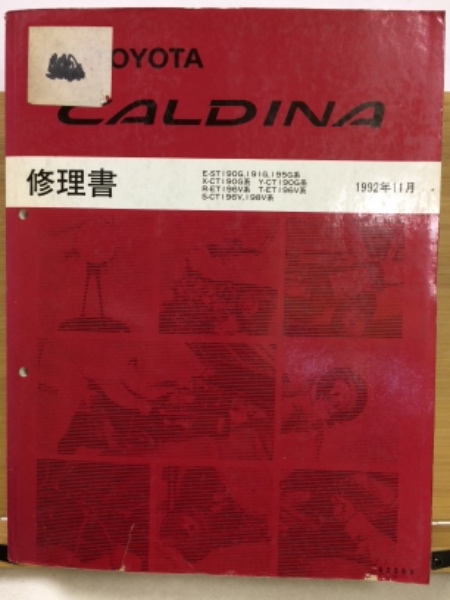 TOYOTA
CALDINA
修理書
E-ST190G,191G,195G系
X-CT190G系 Y-CT190G系
R-ET196V系 T-ET196V系
S-CT196V,198V系
1992年11月